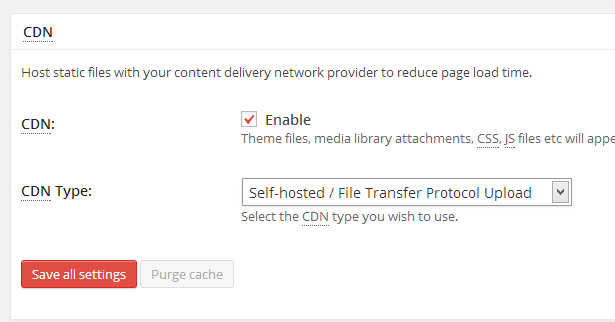 CDN
Host static files with your content delivery network provider to reduce page load time.
CDN: Enable
Theme files, media library attachments, CSS, JS files etc will appe
CDN Type: Self-hosted / File Transfer Protocol Upload
Select the CDN type you wish to use.
Save all settings Purge cache